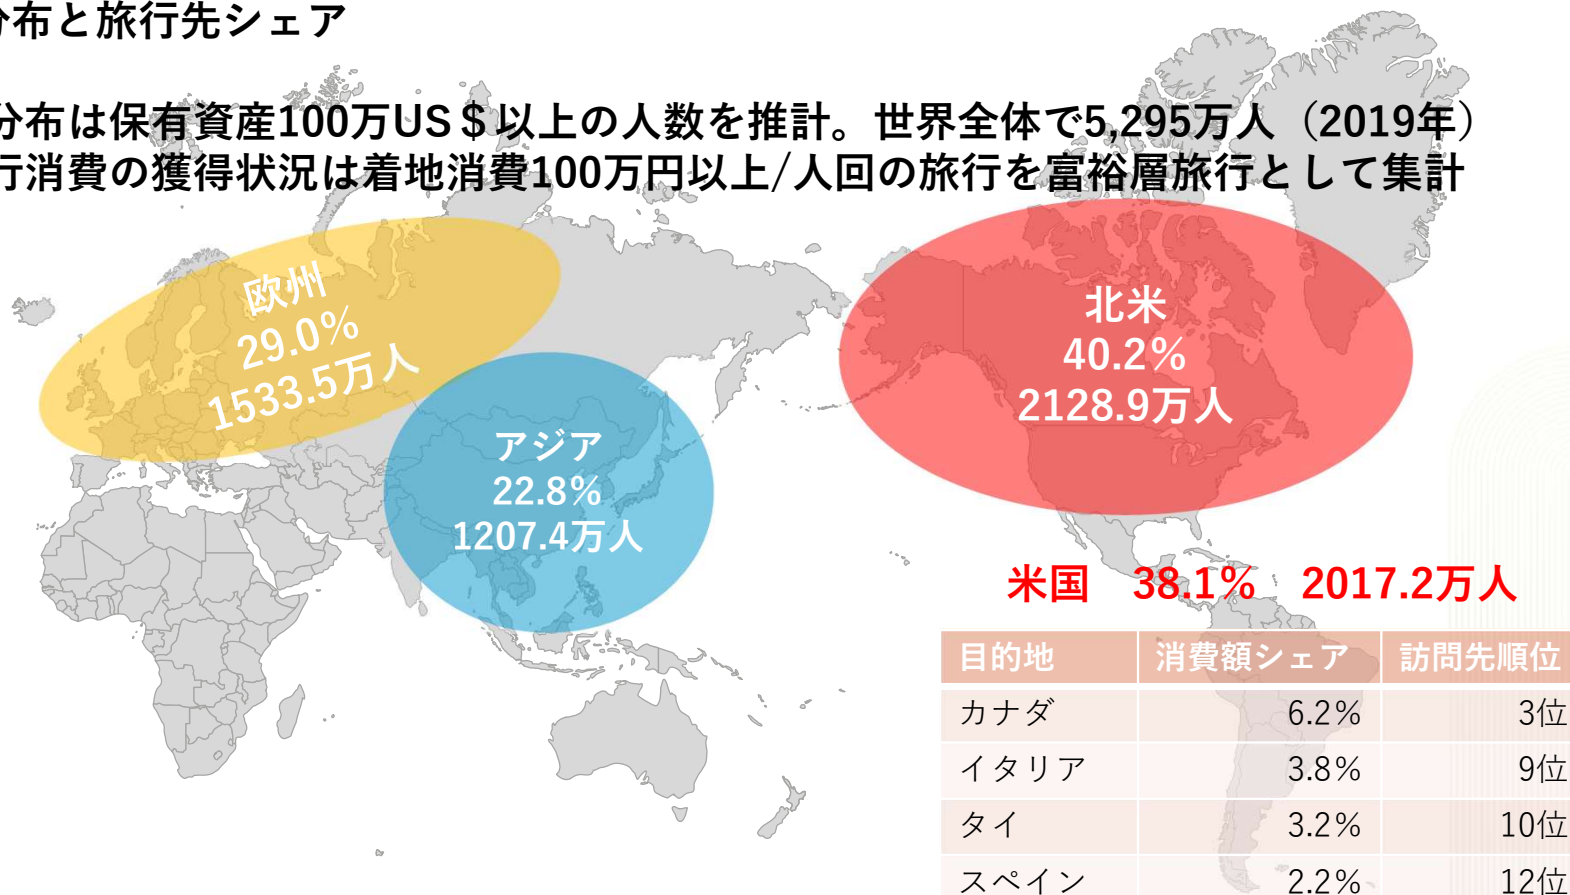 分布と旅行先シェア
分布は保有資産100万US＄以上の人数を推計。世界全体で5,295万人（2019年）
行消費の獲得状況は着地消費100万円以上/人回の旅行を富裕層旅行として集計
欧州
29.0%
1533.5万人
北米
40.2%
2128.9万人
アジア
22.8%
1207.4万人
米国　38.1%　2017.2万人
目的地　消費額シェア　訪問先順位
カナダ　6.2%　3位
イタリア　3.8%　9位
タイ　3.2%　10位
スペイン　2.2%　12位